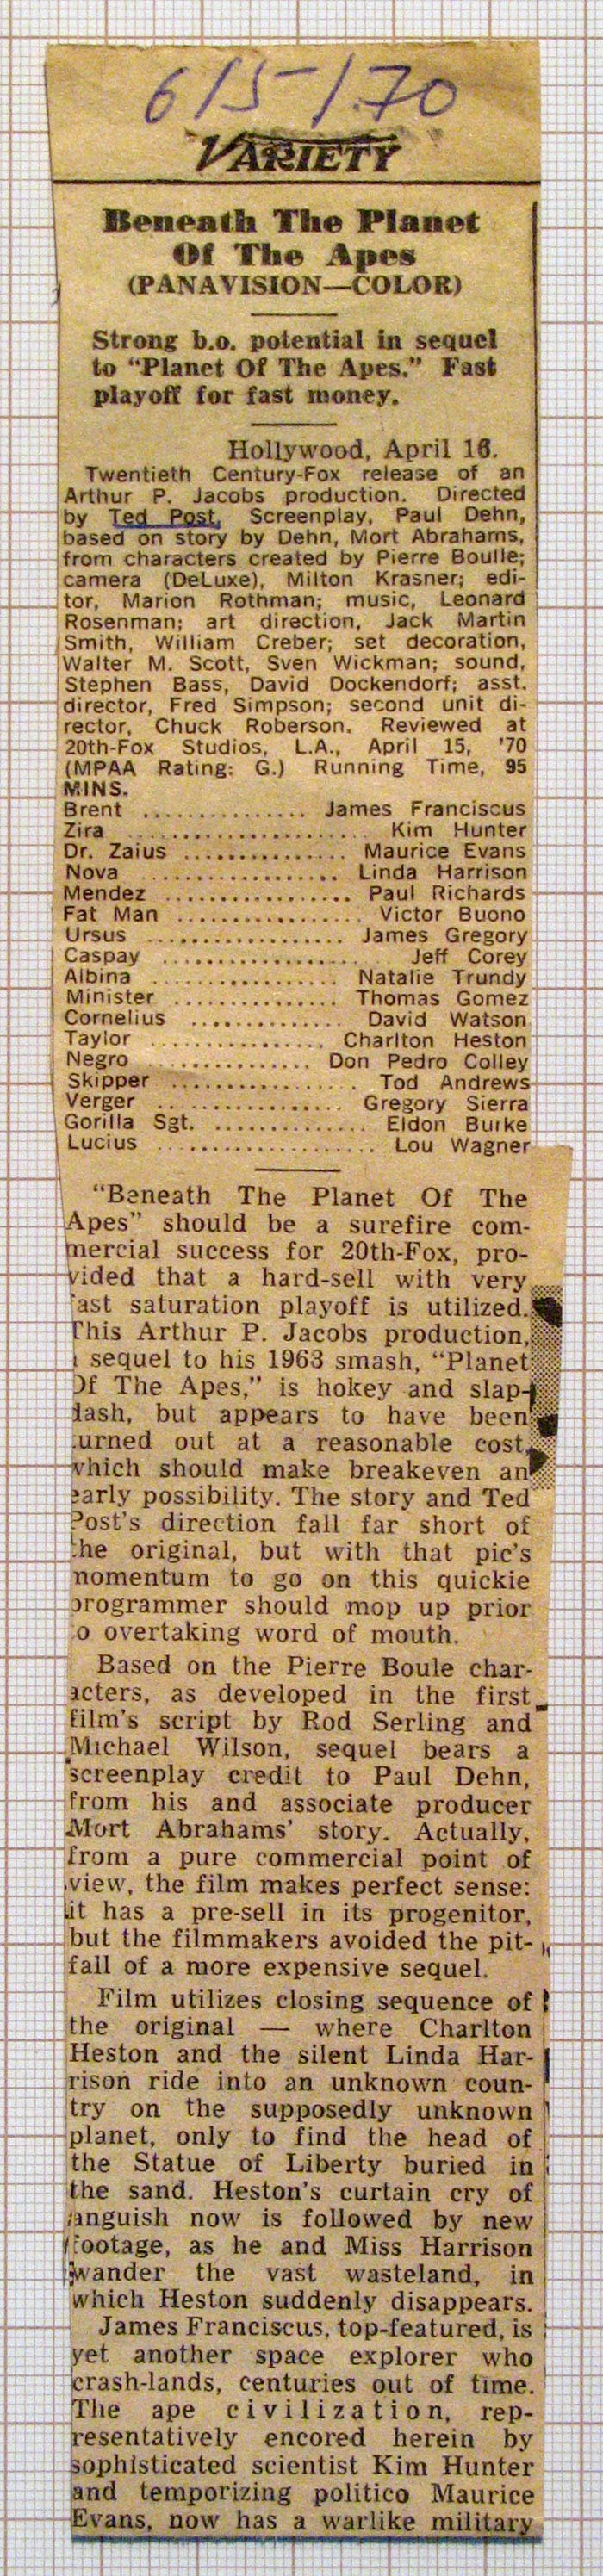 6/5/70
VARIETY
Beneath The Planet
Of The Apes
(PANAVISION—COLOR)
Strong b.o. potential in sequel
to “Planet Of The Apes.” Fast
playoff for fast money.
Hollywood, April 16.
Twentieth Century-Fox release of an
Arthur P. Jacobs production. Directed
by Ted Post. Screenplay, Paul Dehn,
based on story by Dehn, Mort Abrahams,
from characters created by Pierre Boulle;
camera (DeLuxe), Milton Krasner; edi-
tor, Marion Rothman; music, Leonard
Rosenman; art direction, Jack Martin
Smith, William Creber; set decoration,
Walter M. Scott, Sven Wickman; sound,
Stephen Bass, David Dockendorf; asst.
director, Fred Simpson; second unit di-
rector, Chuck Roberson. Reviewed at
20th-Fox Studios, L.A., April 15, '70
(MPAA Rating: G.) Running Time, 95
MINS.
Brent ............... James Franciscus
Zira ...................... Kim Hunter
Dr. Zaius ............... Maurice Evans
Nova .................. Linda Harrison
Mendez ................. Paul Richards
Fat Man ................. Victor Buono
Ursus .................. James Gregory
Caspay .................... Jeff Corey
Albina ................ Natalie Trundy
Minister ............... Thomas Gomez
Cornelius .............. David Watson
Taylor ................ Charlton Heston
Negro ............... Don Pedro Colley
Skipper ................. Tod Andrews
Verger ................. Gregory Sierra
Gorilla Sgt. .............. Eldon Burke
Lucius .................... Lou Wagner
“Beneath The Planet Of The
Apes” should be a surefire com-
mercial success for 20th-Fox, pro-
vided that a hard-sell with very
ast saturation playoff is utilized.
This Arthur P. Jacobs production,
sequel to his 1963 smash, “Planet
Of The Apes,” is hokey and slap-
dash, but appears to have been
urned out at a reasonable cost,
which should make breakeven an
early possibility. The story and Ted
Post's direction fall far short of
the original, but with that pic's
momentum to go on this quickie
programmer should mop up prior
o overtaking word of mouth.
Based on the Pierre Boule char-
acters, as developed in the first
film's script by Rod Serling and
Michael Wilson, sequel bears a
screenplay credit to Paul Dehn,
from his and associate producer
Mort Abrahams' story. Actually,
from a pure commercial point of
view, the film makes perfect sense:
it has a pre-sell in its progenitor,
but the filmmakers avoided the pit-
fall of a more expensive sequel.
Film utilizes closing sequence of
the original — where Charlton
Heston and the silent Linda Har-
rison ride into an unknown coun-
try on the supposedly unknown
planet, only to find the head of
the Statue of Liberty buried in
the sand. Heston's curtain cry of
anguish now is followed by new
footage, as he and Miss Harrison
wander the vast wasteland, in
which Heston suddenly disappears.
James Franciscus, top-featured, is
yet another space explorer who
crash-lands, centuries out of time.
The ape civilization, rep-
resentatively encored herein by
sophisticated scientist Kim Hunter
and temporizing politico Maurice
Evans, now has a warlike military